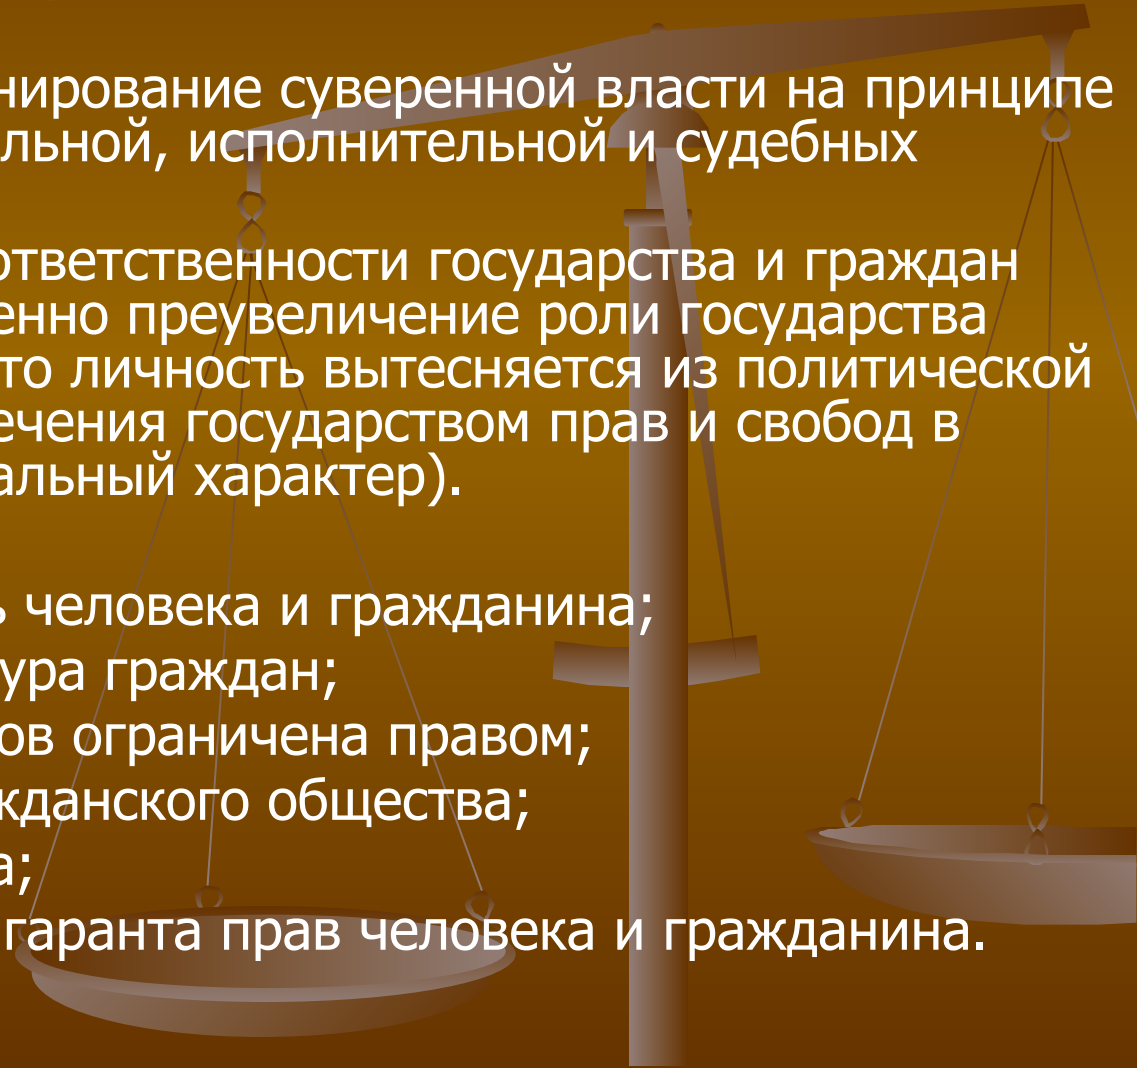 нирование суверенной власти на принципе
льной, исполнительной и судебных
ответственности государства и граждан
енно преувеличение роли государства
то личность вытесняется из политической
ечения государством прав и свобод в
альный характер).
ь человека и гражданина;
ура граждан;
ов ограничена правом;
жданского общества;
а;
гаранта прав человека и гражданина.